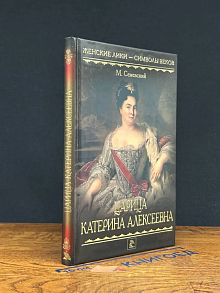 ЖЕНСКИЕ ЛИКИ – СИМВОЛЫ ВЕКОВ
М. Семевский
ЦАРИЦА
КАТЕРИНА АЛЕКСЕЕВНА
ЦАРИЦА КАТЕРИНА АЛЕКСЕЕВНА